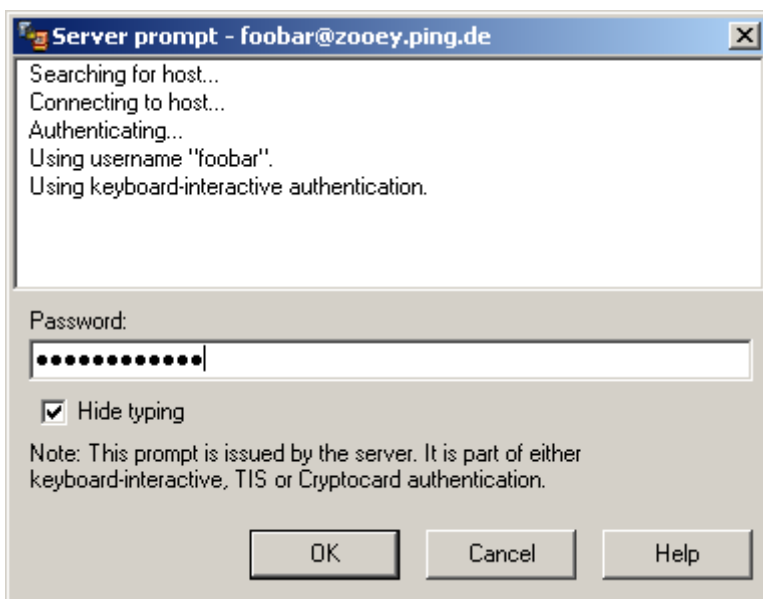 Server prompt - foobar@zooey.ping.de
Searching for host...
Connecting to host...
Authenticating...
Using username "foobar".
Using keyboard-interactive authentication.
Password:
●●●●●●●●●●●●
Hide typing
Note: This prompt is issued by the server. It is part of either
keyboard-interactive, TIS or Cryptocard authentication.
OK Cancel Help